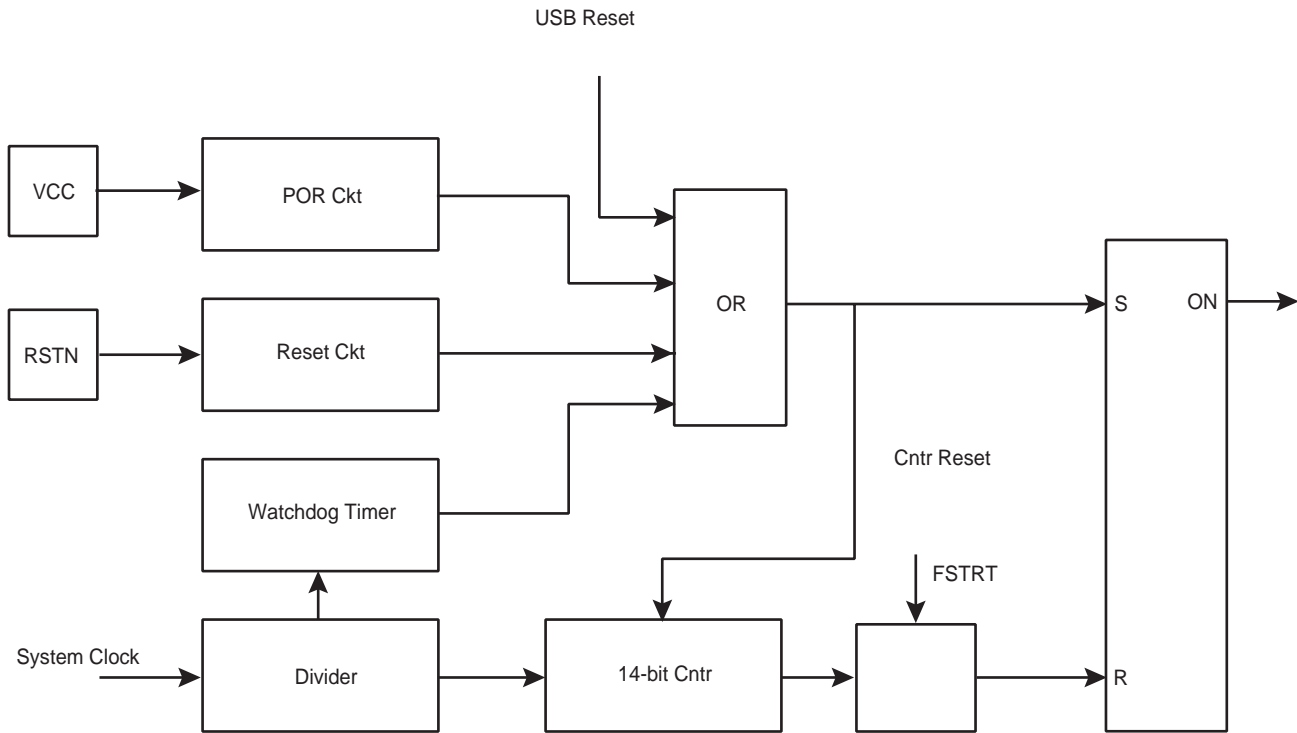 USB Reset
VCC
POR Ckt
RSTN
Reset Ckt
OR
S
ON
Cntr Reset
Watchdog Timer
FSTRT
System Clock
Divider
14-bit Cntr
R